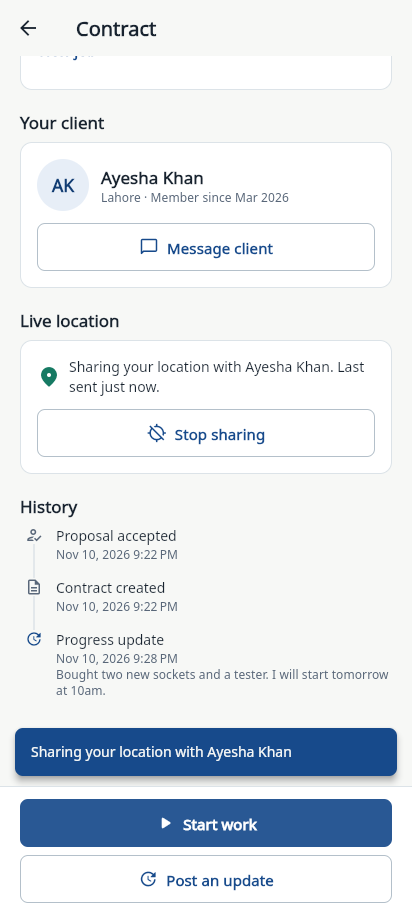 Contract
Your client
AK
Ayesha Khan
Lahore · Member since Mar 2026
Message client
Live location
Sharing your location with Ayesha Khan. Last
sent just now.
Stop sharing
History
Proposal accepted
Nov 10, 2026 9:22 PM
Contract created
Nov 10, 2026 9:22 PM
Progress update
Nov 10, 2026 9:28 PM
Bought two new sockets and a tester. I will start tomorrow
at 10am.
Sharing your location with Ayesha Khan
Start work
Post an update